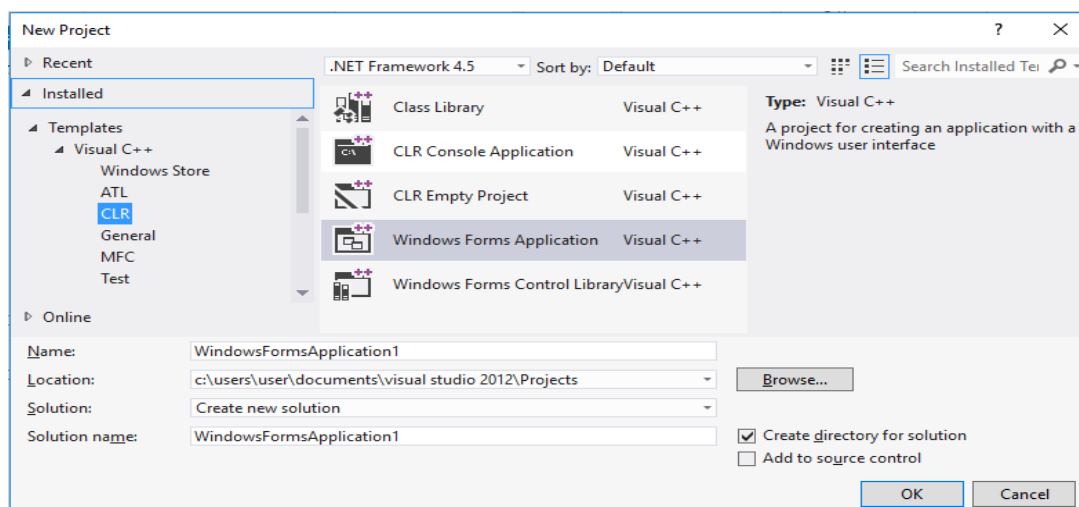 New Project
?
Recent
.NET Framework 4.5
Sort by: Default
Search Installed Te
Installed
Templates
Visual C++
Windows Store
ATL
CLR
General
MFC
Test
Online
Class Library Visual C++
CLR Console Application Visual C++
CLR Empty Project Visual C++
Windows Forms Application Visual C++
Windows Forms Control Library Visual C++
Type: Visual C++
A project for creating an application with a
Windows user interface
Name: WindowsFormsApplication1
Location: c:\users\user\documents\visual studio 2012\Projects
Browse...
Solution: Create new solution
Solution name: WindowsFormsApplication1
Create directory for solution
Add to source control
OK
Cancel